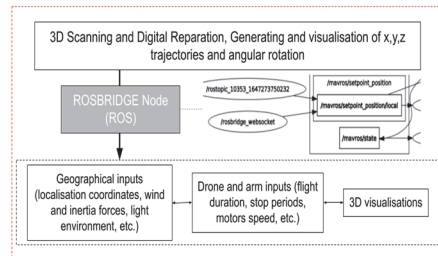 3D Scanning and Digital Reparation, Generating and visualisation of x,y,z
trajectories and angular rotation
ROSBRIDGE Node
(ROS)
/rostopic_10353_1647273750232
/rosbridge_websocket
/mavros/setpoint_position
/mavros/setpoint_position/local
/mavros/state
Geographical inputs
(localisation coordinates, wind
and inertia forces, light
environment, etc.)
Drone and arm inputs (flight
duration, stop periods,
motors speed, etc.)
3D visualisations